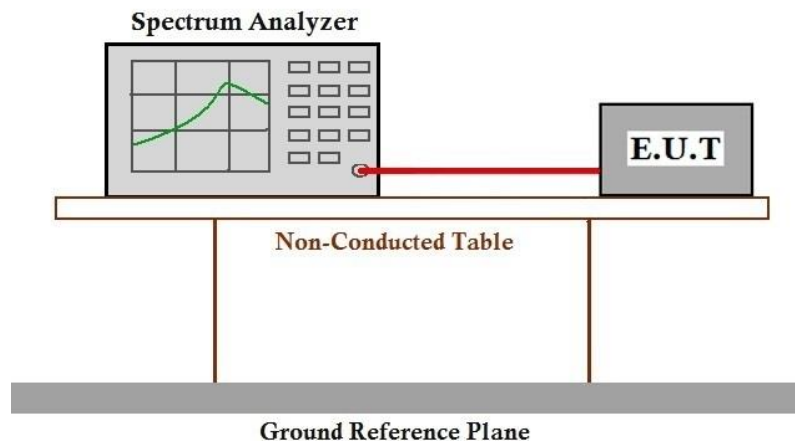 Spectrum Analyzer
E.U.T
Non-Conducted Table
Ground Reference Plane